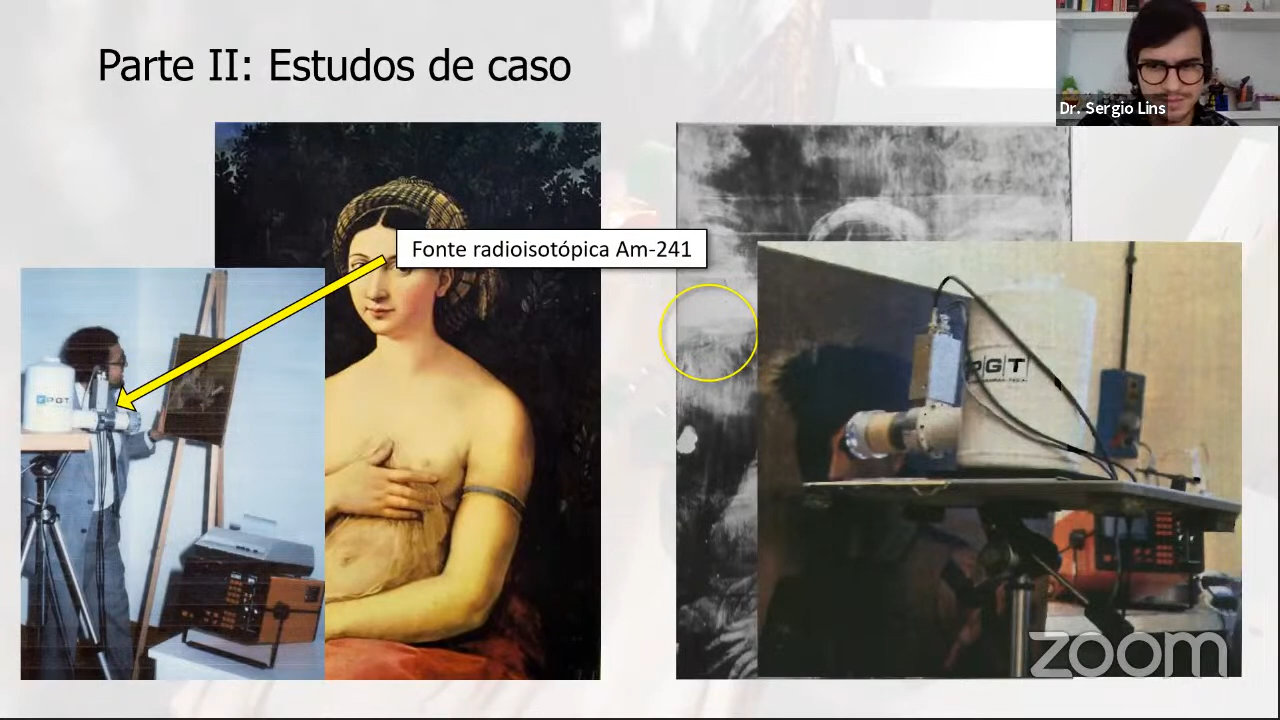 Parte II: Estudos de caso
Dr. Sergio Lins
Fonte radioisotópica Am-241
PGT
PGT
zoom